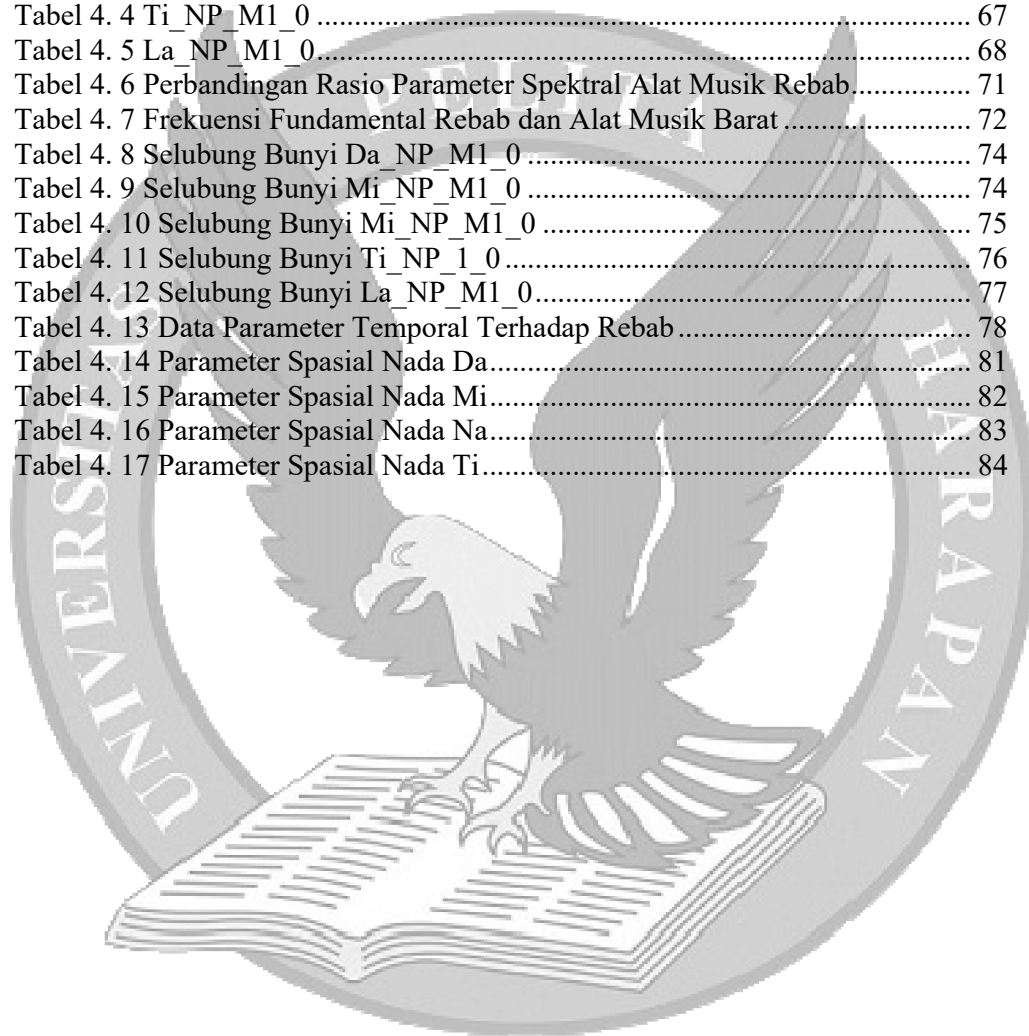 Tabel 4. 4 Ti_NP_M1_0 .......... 67
Tabel 4. 5 La_NP_M1_0 .......... 68
Tabel 4. 6 Perbandingan Rasio Parameter Spektral Alat Musik Rebab .......... 71
Tabel 4. 7 Frekuensi Fundamental Rebab dan Alat Musik Barat .......... 72
Tabel 4. 8 Selubung Bunyi Da_NP_M1_0 .......... 74
Tabel 4. 9 Selubung Bunyi Mi_NP_M1_0 .......... 74
Tabel 4. 10 Selubung Bunyi Mi_NP_M1_0 .......... 75
Tabel 4. 11 Selubung Bunyi Ti_NP_1_0 .......... 76
Tabel 4. 12 Selubung Bunyi La_NP_M1_0 .......... 77
Tabel 4. 13 Data Parameter Temporal Terhadap Rebab .......... 78
Tabel 4. 14 Parameter Spasial Nada Da .......... 81
Tabel 4. 15 Parameter Spasial Nada Mi .......... 82
Tabel 4. 16 Parameter Spasial Nada Na .......... 83
Tabel 4. 17 Parameter Spasial Nada Ti .......... 84
UNIVERSITAS PELITA HARAPAN